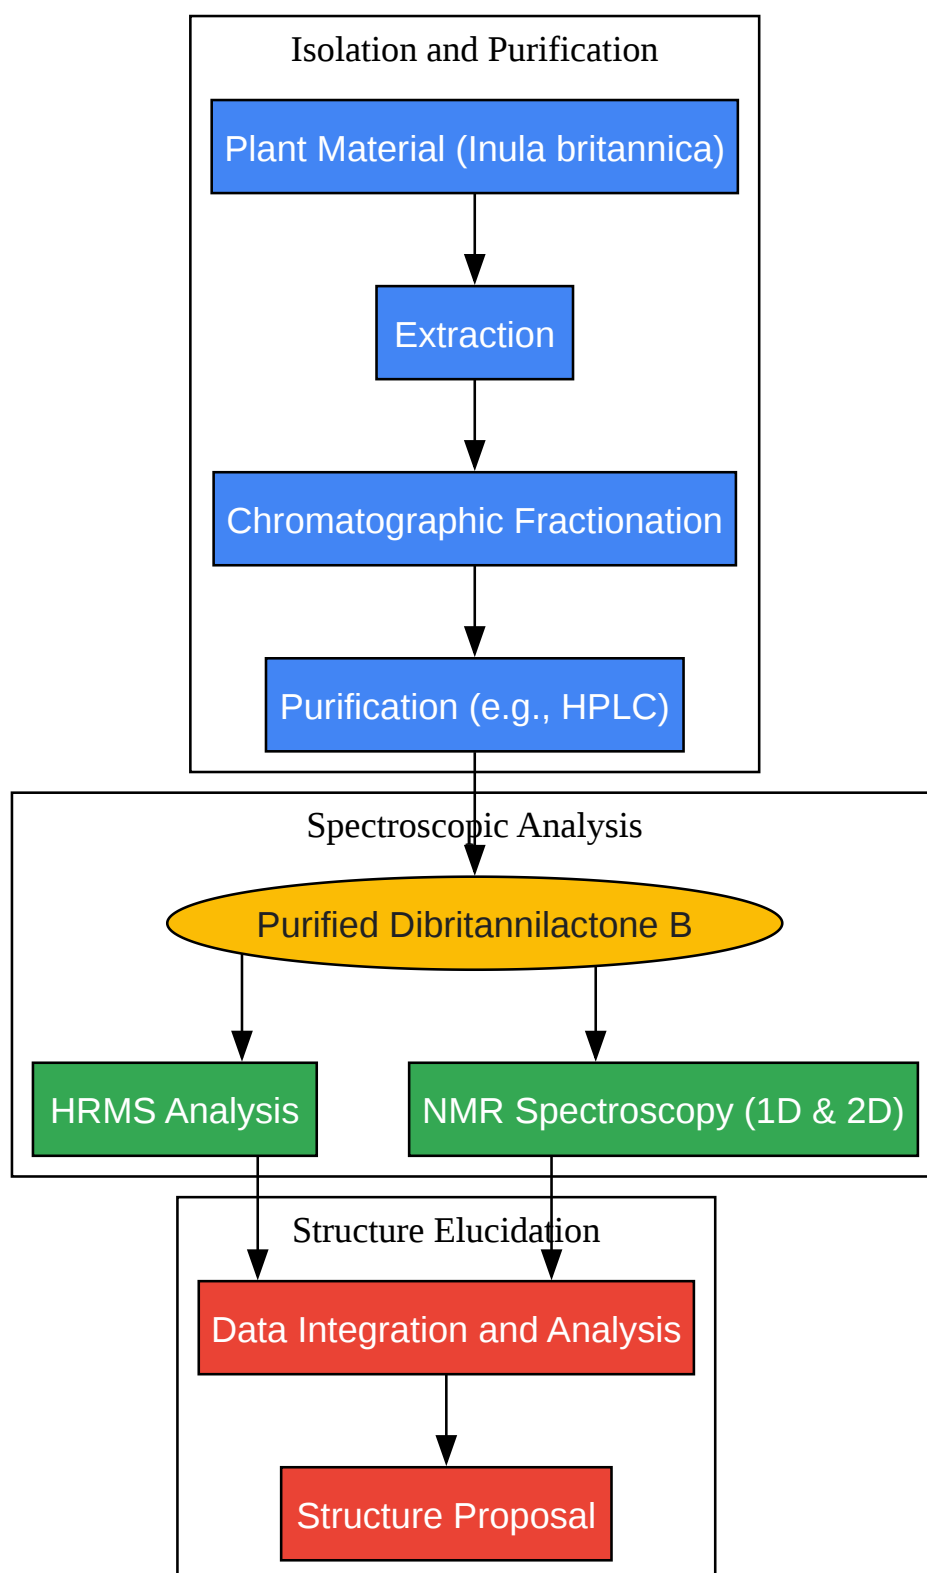 Isolation and Purification
Plant Material (Inula britannica)
Extraction
Chromatographic Fractionation
Purification (e.g., HPLC)
Spectroscopic Analysis
Purified Dibritannilactone B
HRMS Analysis
NMR Spectroscopy (1D & 2D)
Structure Elucidation
Data Integration and Analysis
Structure Proposal